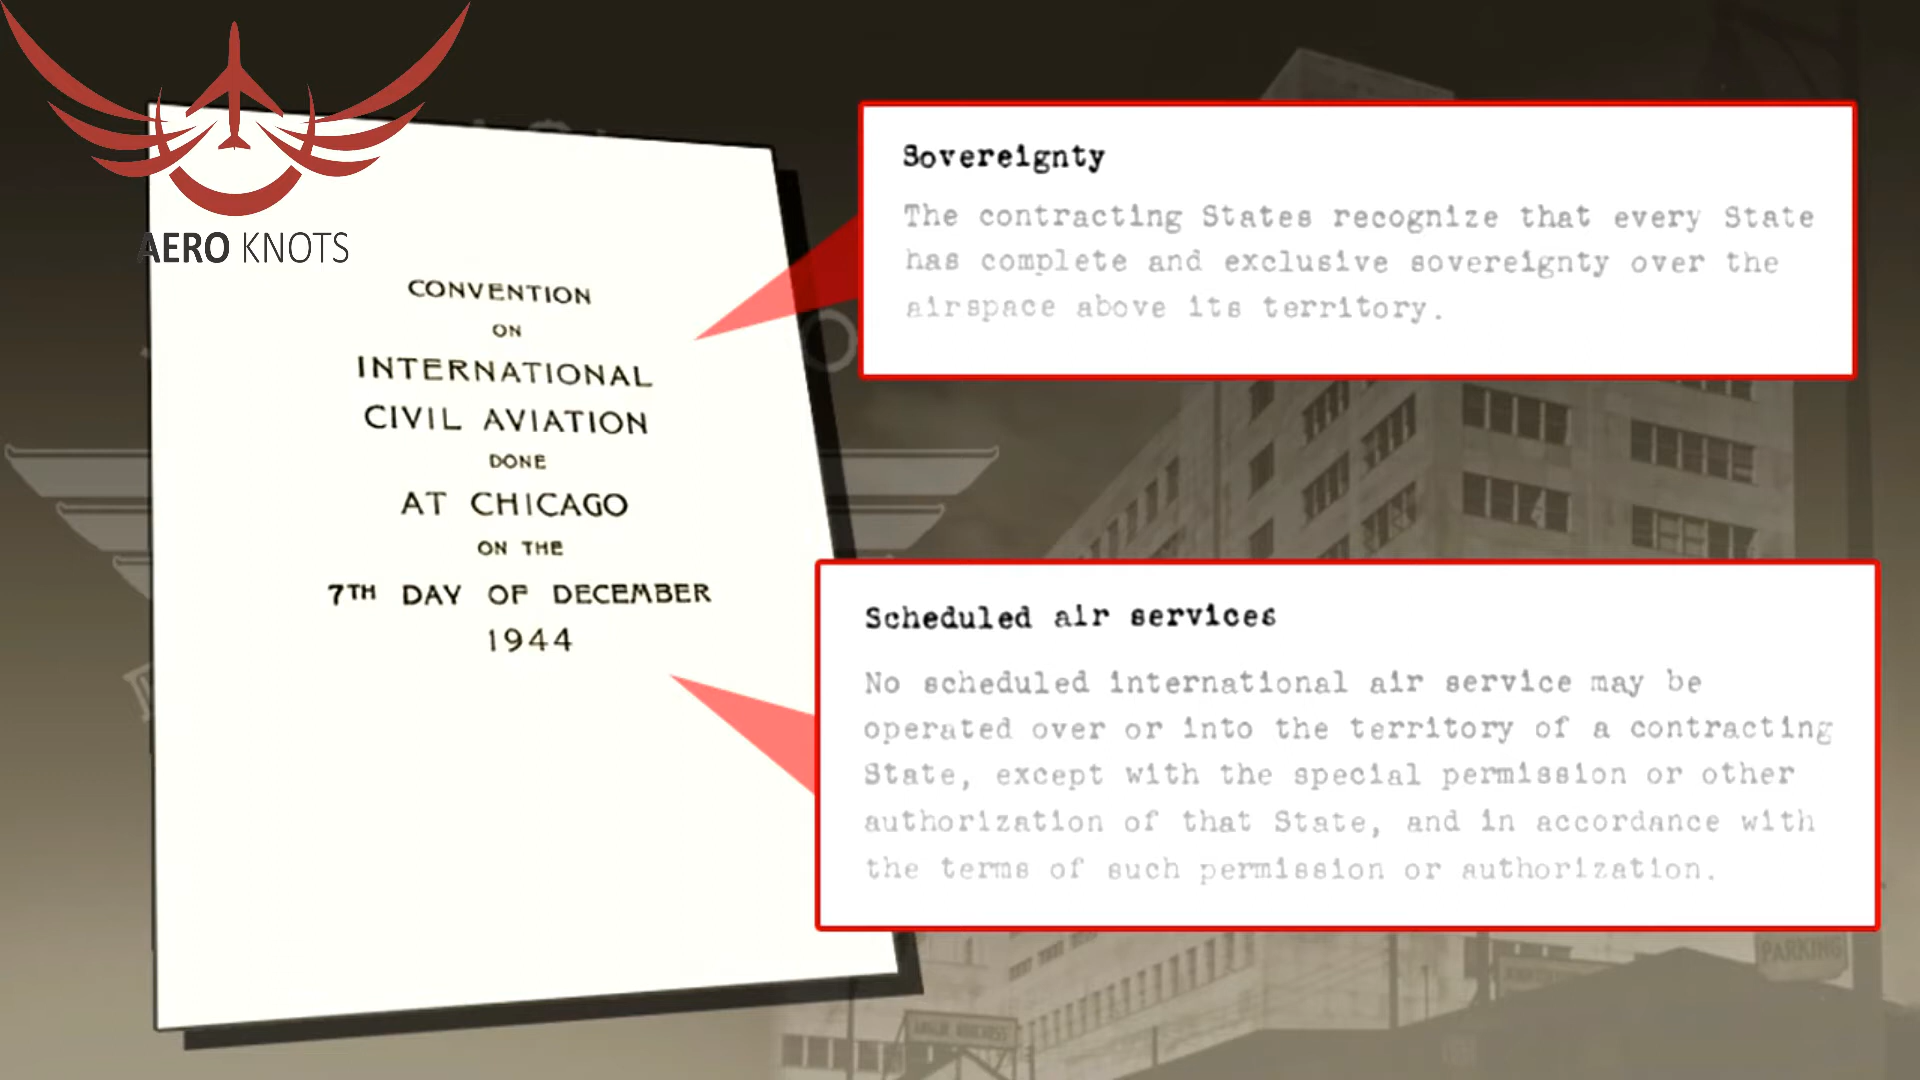 AERO KNOTS
CONVENTION
ON
INTERNATIONAL
CIVIL AVIATION
DONE
AT CHICAGO
ON THE
7TH DAY OF DECEMBER
1944
Sovereignty
The contracting States recognize that every State
has complete and exclusive sovereignty over the
airspace above its territory.
Scheduled air services
No scheduled international air service may be
operated over or into the territory of a contracting
State, except with the special permission or other
authorization of that State, and in accordance with
the terms of such permission or authorization.
PARKING